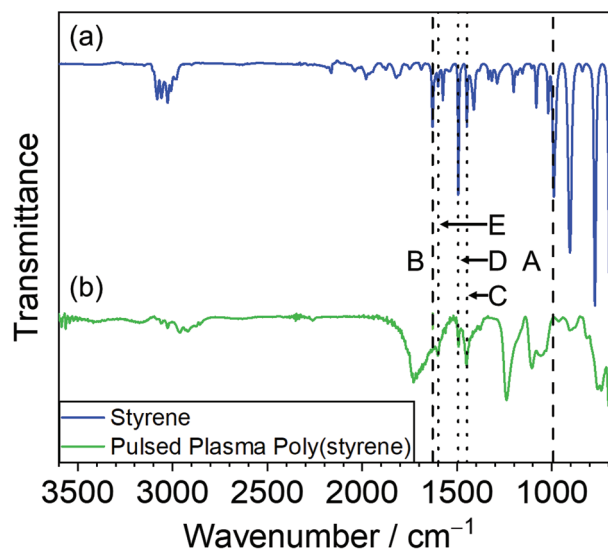 (a)
E
B
D
A
C
(b)
Transmittance
Styrene
Pulsed Plasma Poly(styrene)
3500 3000 2500 2000 1500 1000
Wavenumber / cm⁻¹